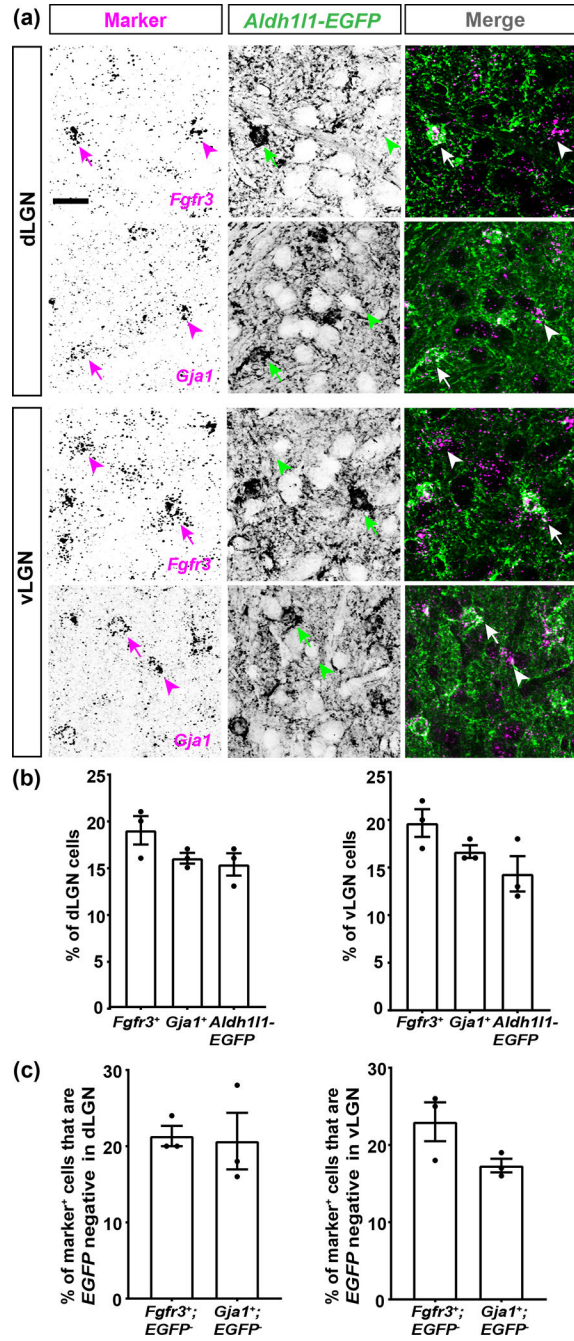 (a)
Marker
Aldh1l1-EGFP
Merge
dLGN
Fgfr3
Gja1
vLGN
Fgfr3
Gja1
(b)
% of dLGN cells
25
20
15
10
5
0
Fgfr3+ Gja1+ Aldh1l1-
EGFP
% of vLGN cells
25
20
15
10
5
0
Fgfr3+ Gja1+ Aldh1l1-
EGFP
(c)
% of marker+ cells that are
EGFP negative in dLGN
30
20
10
0
Fgfr3+; Gja1+;
EGFP- EGFP-
% of marker+ cells that are
EGFP negative in vLGN
30
20
10
0
Fgfr3+; Gja1+;
EGFP- EGFP-